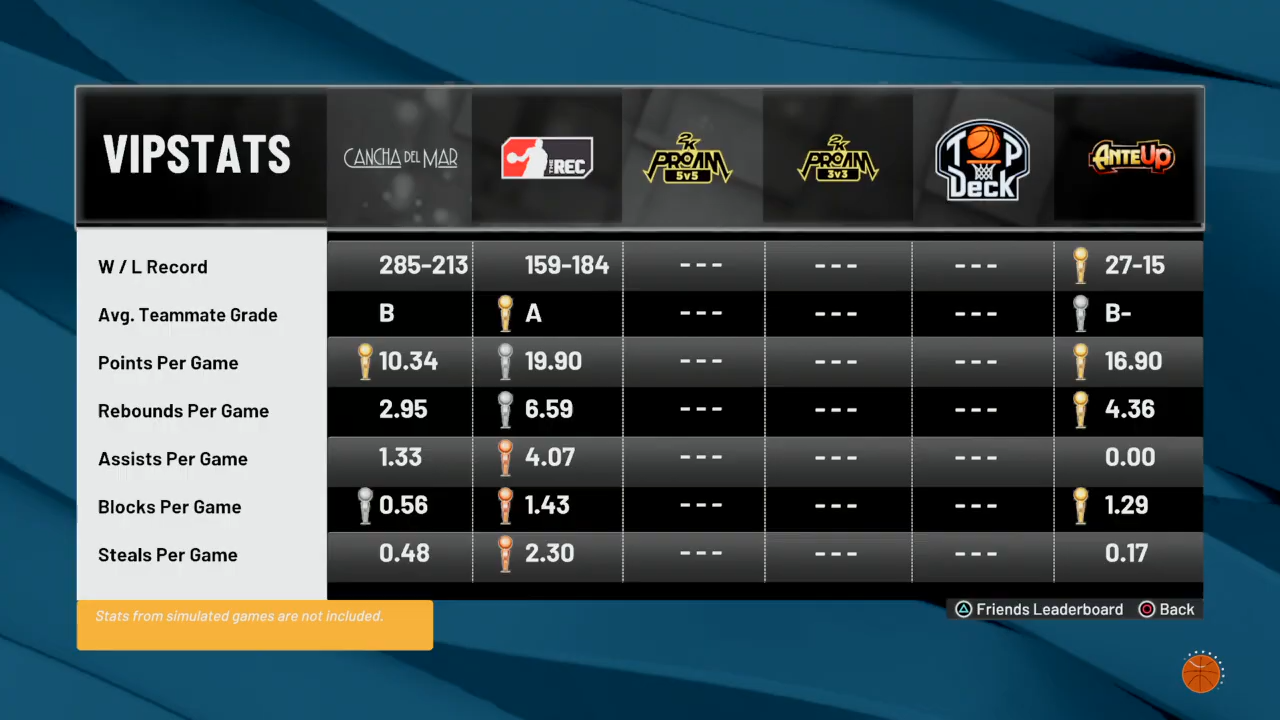 VIPSTATS CANCHA DEL MAR THE REC 2K PROAM 5v5 2K PROAM 3v3 TOP DECK ANTE UP
W / L Record 285-213 159-184 --- --- --- 27-15
Avg. Teammate Grade B A --- --- --- B-
Points Per Game 10.34 19.90 --- --- --- 16.90
Rebounds Per Game 2.95 6.59 --- --- --- 4.36
Assists Per Game 1.33 4.07 --- --- --- 0.00
Blocks Per Game 0.56 1.43 --- --- --- 1.29
Steals Per Game 0.48 2.30 --- --- --- 0.17
Stats from simulated games are not included.
Friends Leaderboard Back